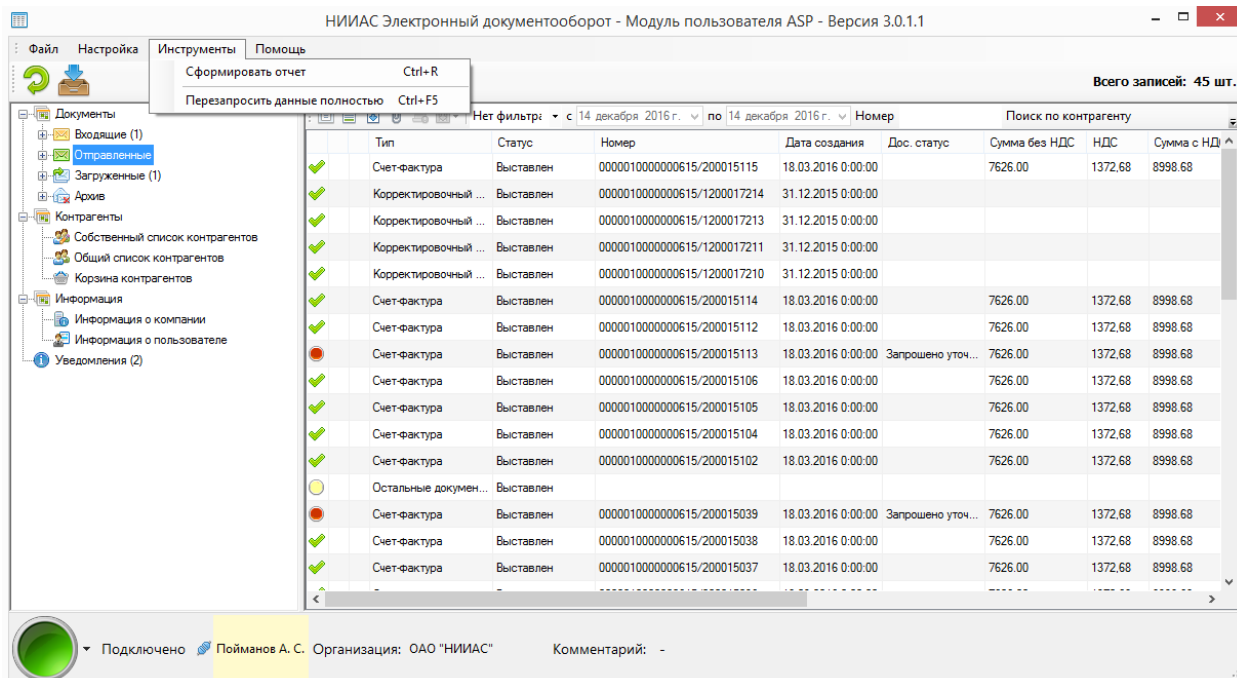 НИИАС Электронный документооборот - Модуль пользователя ASP - Версия 3.0.1.1
Файл Настройка Инструменты Помощь
Сформировать отчет Ctrl+R
Перезапросить данные полностью Ctrl+F5
Всего записей: 45 шт.
Нет фильтра с 14 декабря 2016 г. по 14 декабря 2016 г. Номер Поиск по контрагенту
Документы
Входящие (1)
Отправленные
Загруженные (1)
Архив
Контрагенты
Собственный список контрагентов
Общий список контрагентов
Корзина контрагентов
Информация
Информация о компании
Информация о пользователе
Уведомления (2)
Тип Статус Номер Дата создания Дос. статус Сумма без НДС НДС Сумма с НД
Счет-фактура Выставлен 0000010000000615/200015115 18.03.2016 0:00:00 7626.00 1372,68 8998.68
Корректировочный ... Выставлен 0000010000000615/1200017214 31.12.2015 0:00:00
Корректировочный ... Выставлен 0000010000000615/1200017213 31.12.2015 0:00:00
Корректировочный ... Выставлен 0000010000000615/1200017211 31.12.2015 0:00:00
Корректировочный ... Выставлен 0000010000000615/1200017210 31.12.2015 0:00:00
Счет-фактура Выставлен 0000010000000615/200015114 18.03.2016 0:00:00 7626.00 1372,68 8998.68
Счет-фактура Выставлен 0000010000000615/200015112 18.03.2016 0:00:00 7626.00 1372,68 8998.68
Счет-фактура Выставлен 0000010000000615/200015113 18.03.2016 0:00:00 Запрошено уточ... 7626.00 1372,68 8998.68
Счет-фактура Выставлен 0000010000000615/200015106 18.03.2016 0:00:00 7626.00 1372,68 8998.68
Счет-фактура Выставлен 0000010000000615/200015105 18.03.2016 0:00:00 7626.00 1372,68 8998.68
Счет-фактура Выставлен 0000010000000615/200015104 18.03.2016 0:00:00 7626.00 1372,68 8998.68
Счет-фактура Выставлен 0000010000000615/200015102 18.03.2016 0:00:00 7626.00 1372,68 8998.68
Остальные докумен... Выставлен
Счет-фактура Выставлен 0000010000000615/200015039 18.03.2016 0:00:00 Запрошено уточ... 7626.00 1372,68 8998.68
Счет-фактура Выставлен 0000010000000615/200015038 18.03.2016 0:00:00 7626.00 1372,68 8998.68
Счет-фактура Выставлен 0000010000000615/200015037 18.03.2016 0:00:00 7626.00 1372,68 8998.68
Подключено Пойманов А. С. Организация: ОАО "НИИАС" Комментарий: -